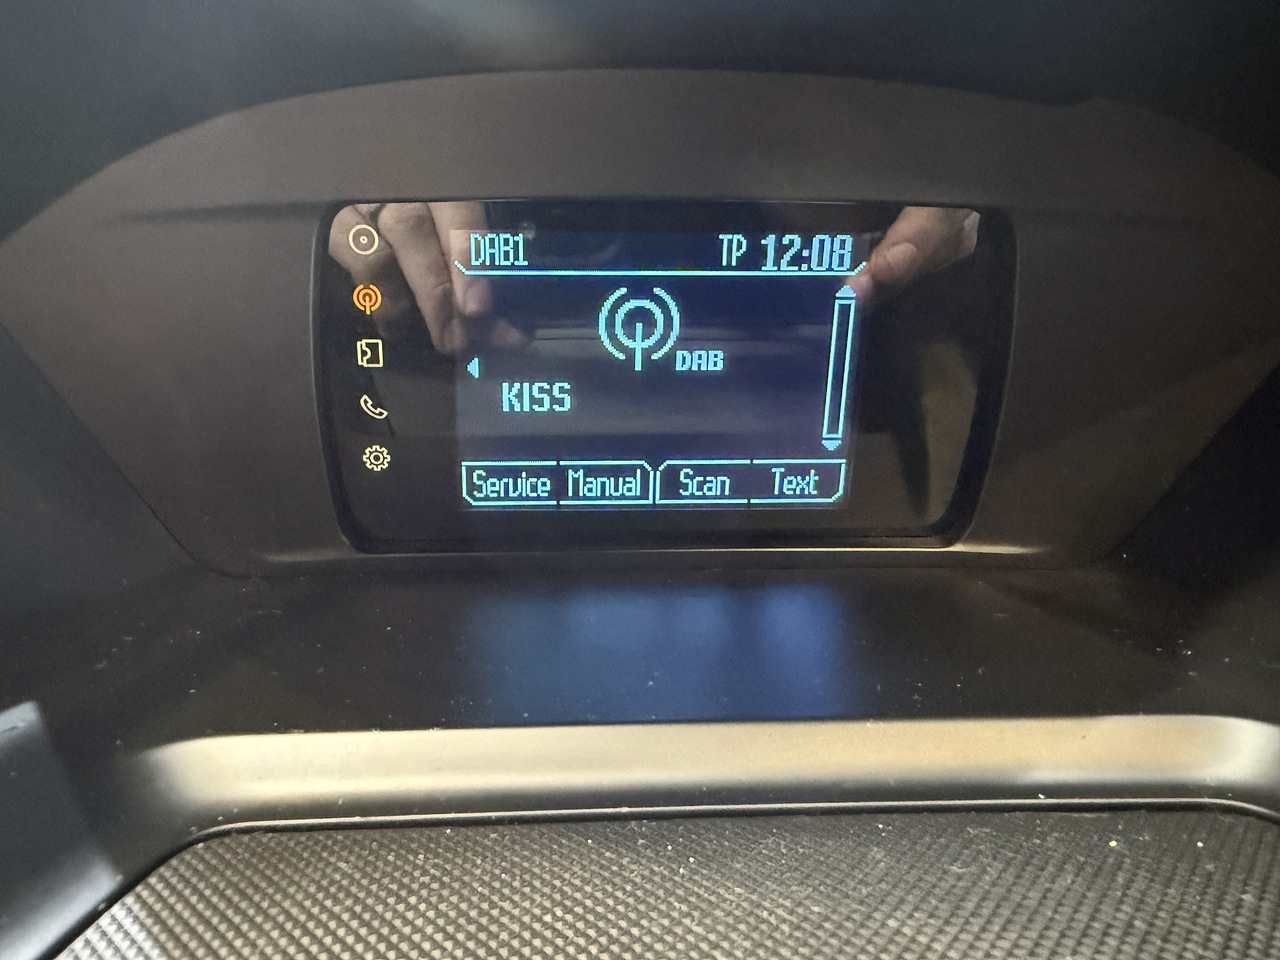 DAB1 TP 12:08
DAB
KISS
Service Manual Scan Text